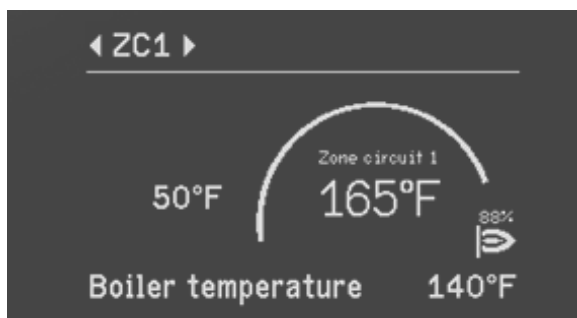 ZC1
Zone circuit 1
50°F 165°F
88%
Boiler temperature 140°F